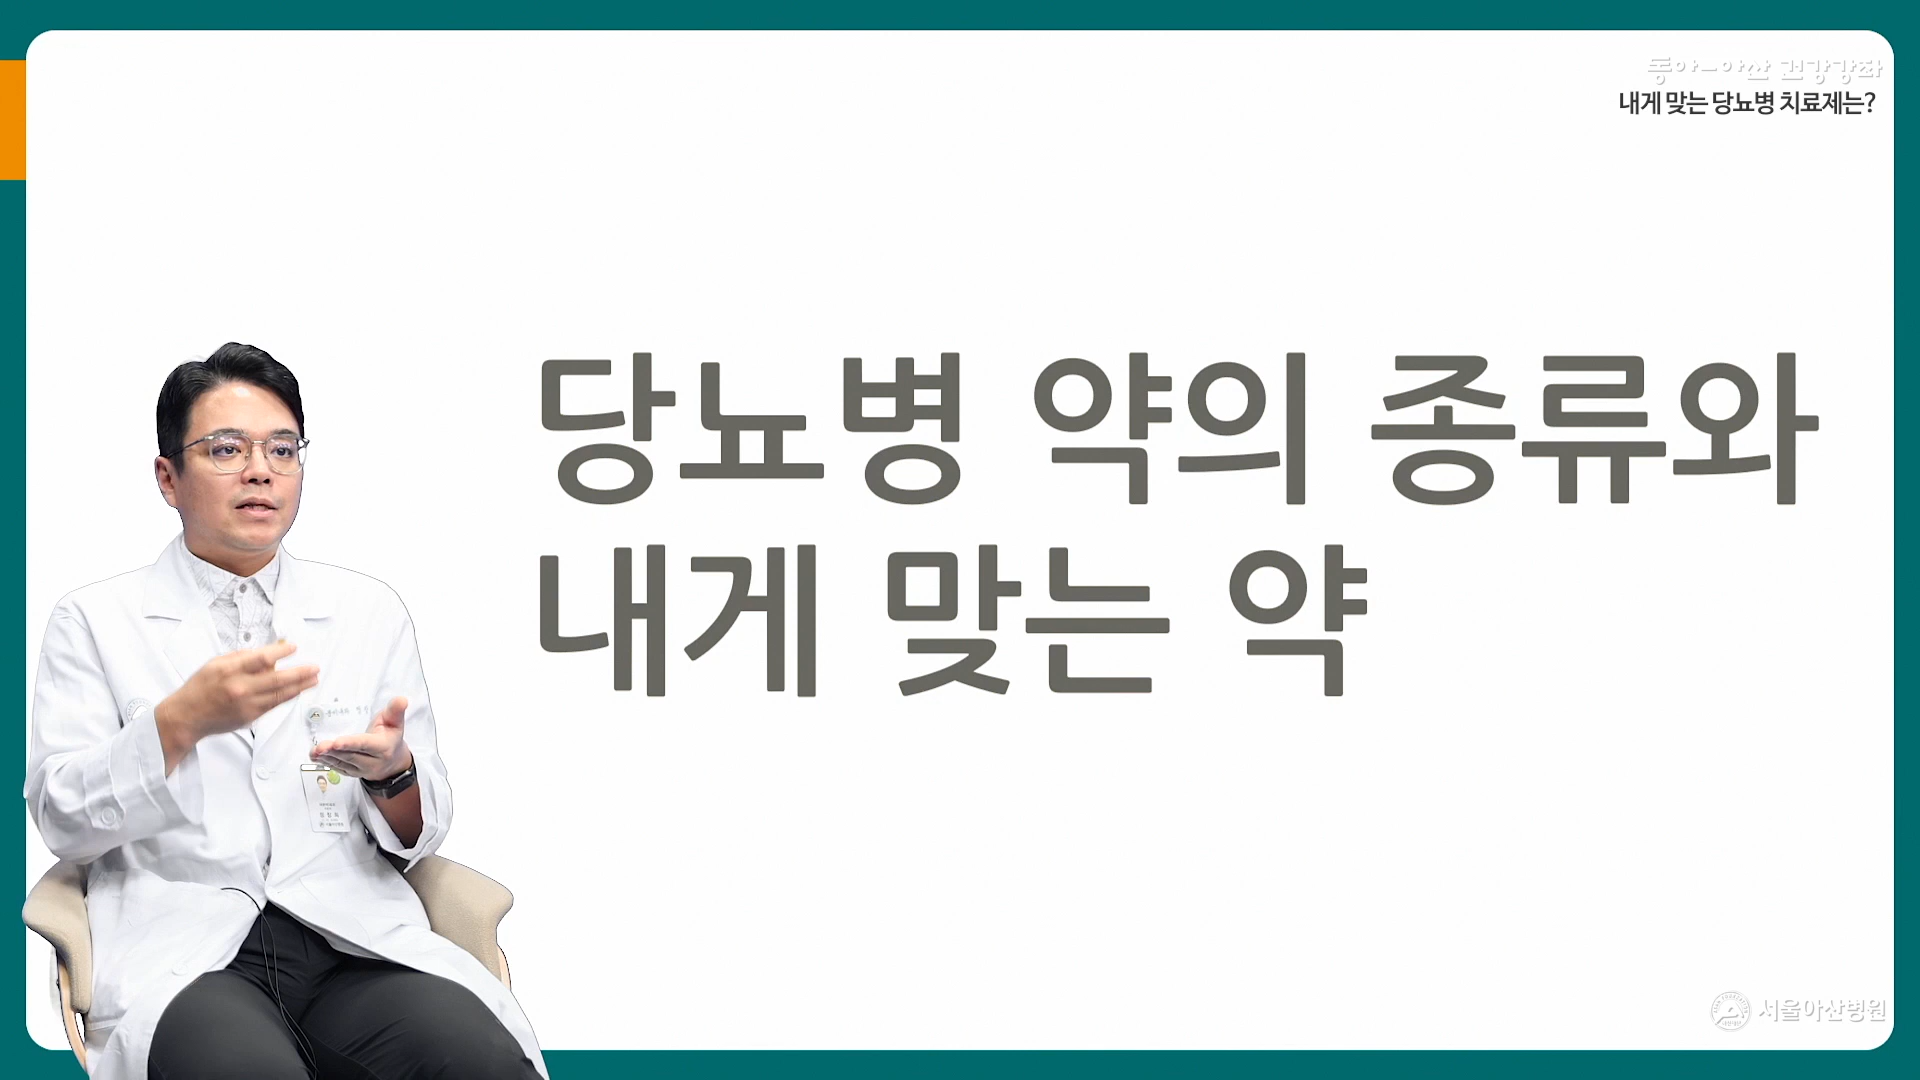 동아-아산 건강강좌
내게 맞는 당뇨병 치료제는?
당뇨병 약의 종류와
내게 맞는 약
서울아산병원